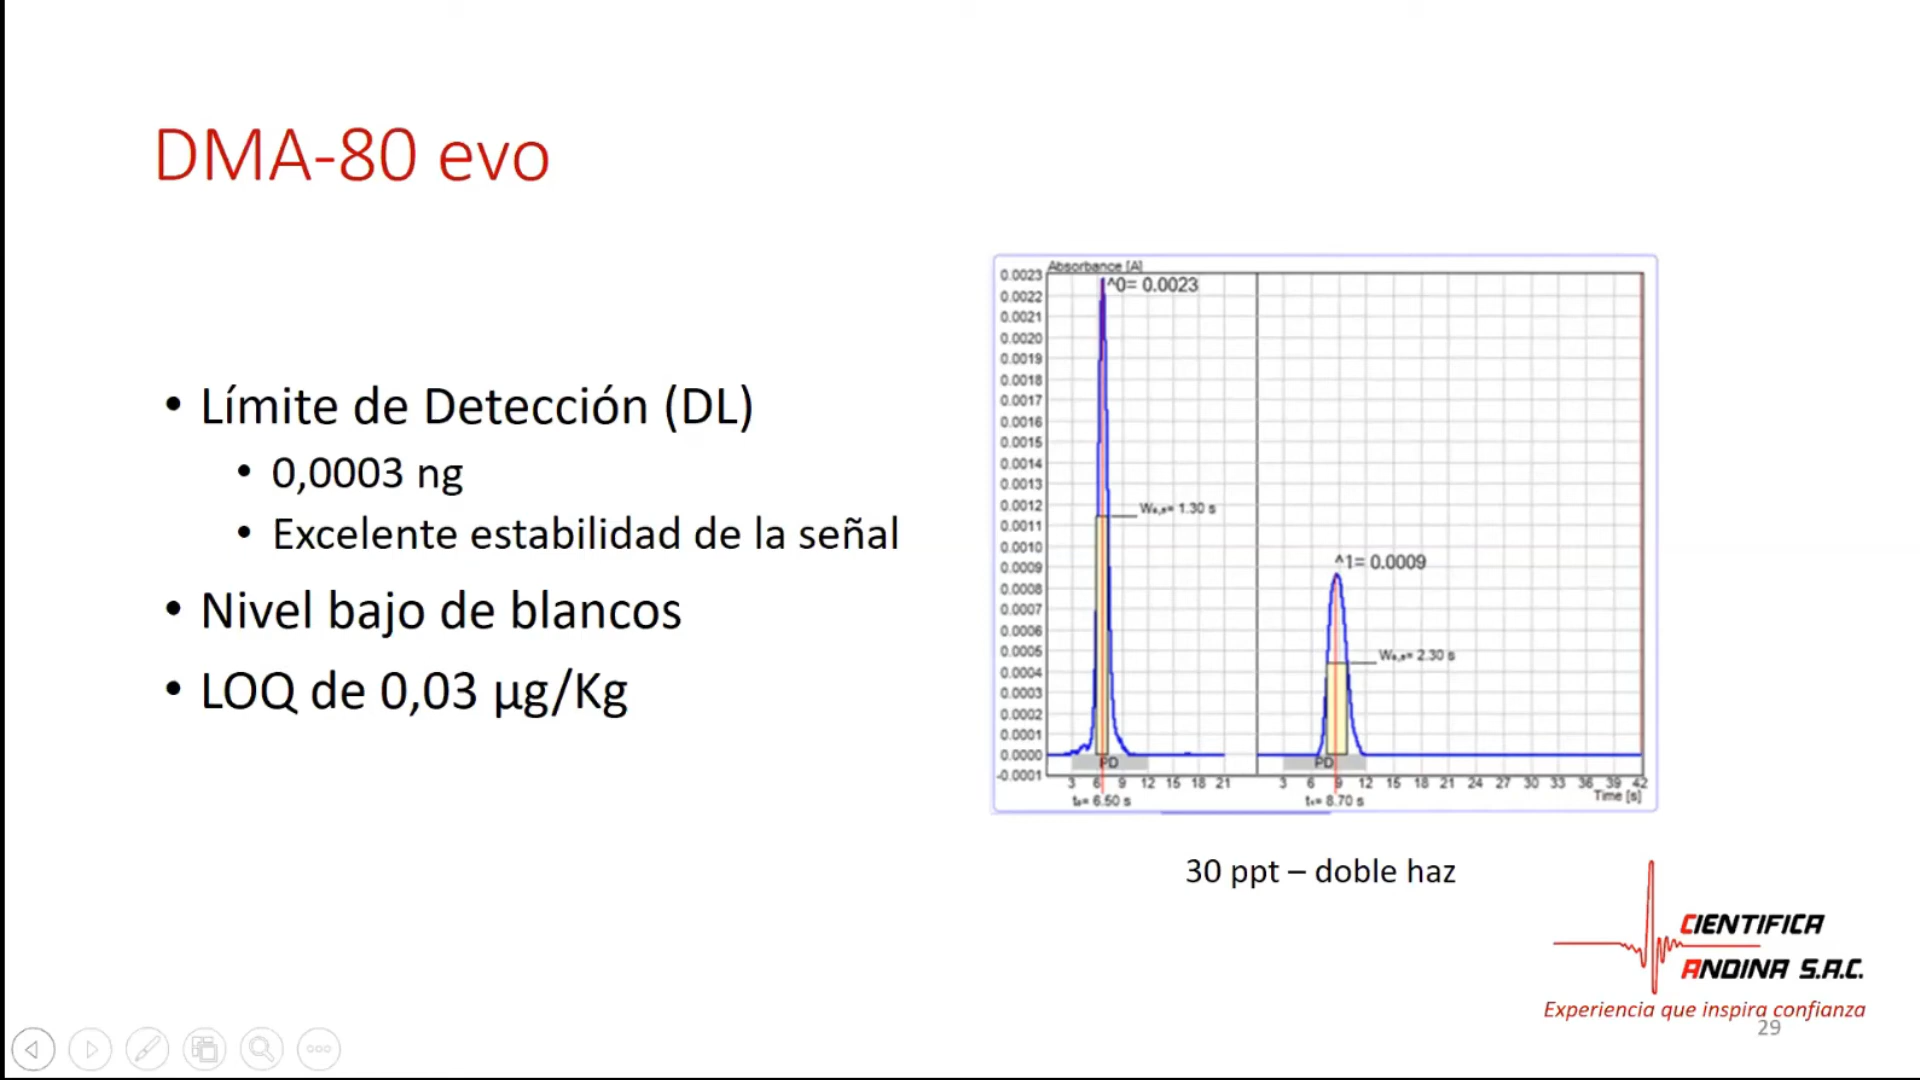 DMA-80 evo
• Límite de Detección (DL)
• 0,0003 ng
• Excelente estabilidad de la señal
• Nivel bajo de blancos
• LOQ de 0,03 µg/Kg
Absorbance [A]
0.0023
0.0022
0.0021
0.0020
0.0019
0.0018
0.0017
0.0016
0.0015
0.0014
0.0013
0.0012
0.0011
0.0010
0.0009
0.0008
0.0007
0.0006
0.0005
0.0004
0.0003
0.0002
0.0001
0.0000
-0.0001
^0= 0.0023
= 1.30 s
^1= 0.0009
= 2.30 s
PD
PD
3 6 9 12 15 18 21
3 6 9 12 15 18 21 24 27 30 33 36 39 42
= 6.50 s
= 8.70 s
Time [s]
30 ppt – doble haz
CIENTIFICA
ANDINA S.A.C.
Experiencia que inspira confianza
29